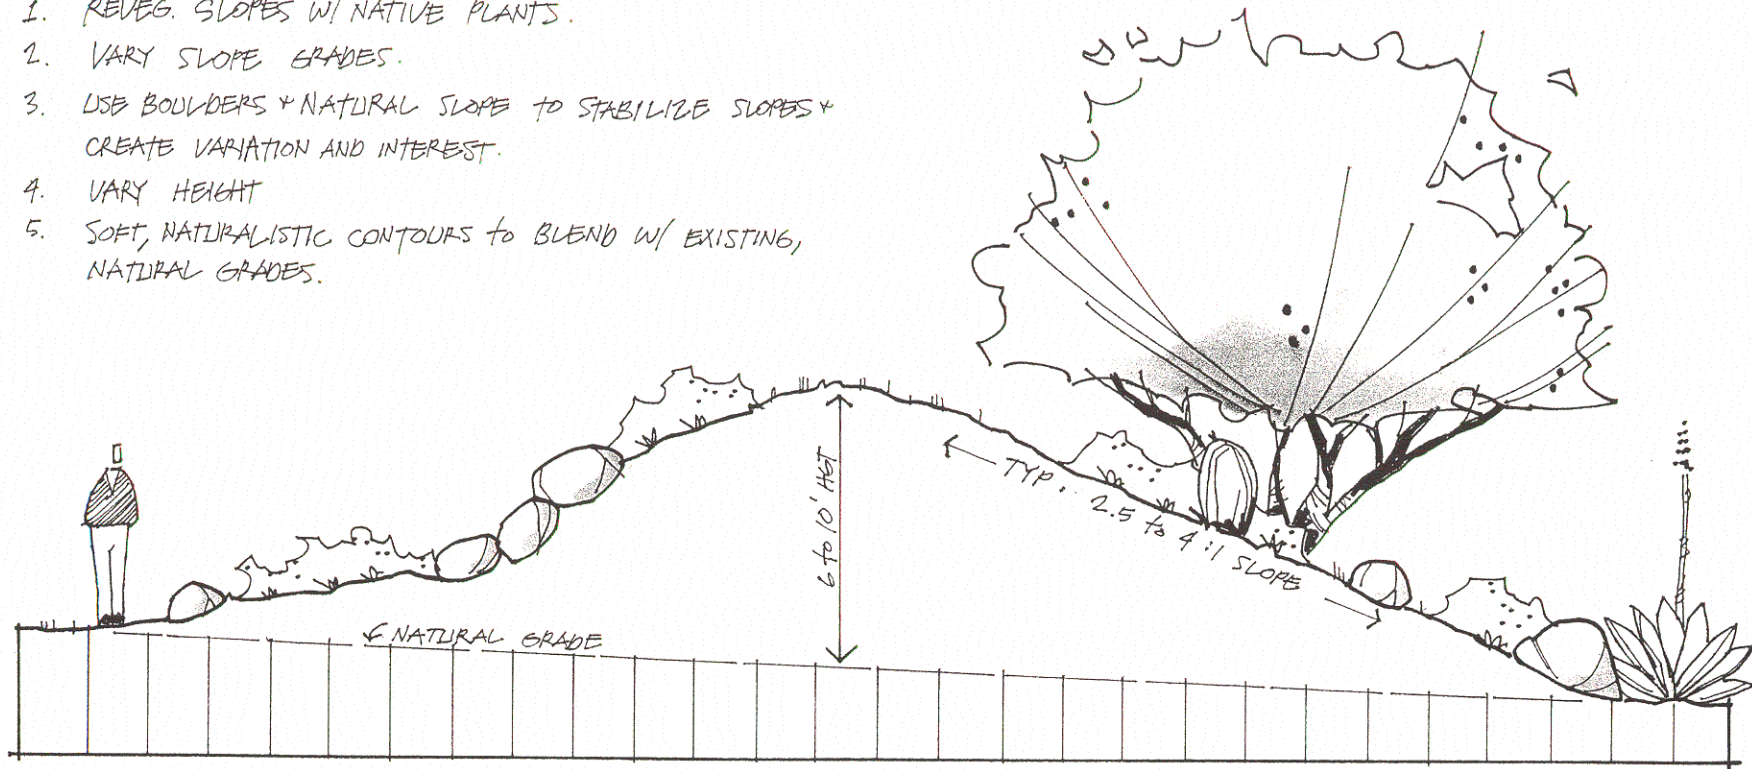 1. REVEG. SLOPES W/ NATIVE PLANTS.
2. VARY SLOPE GRADES.
3. USE BOULDERS + NATURAL SLOPE to STABILIZE SLOPES +
CREATE VARIATION AND INTEREST.
4. VARY HEIGHT
5. SOFT, NATURALISTIC CONTOURS to BLEND W/ EXISTING,
NATURAL GRADES.
6 to 10' HGT
TYP. 2.5 to 4:1 SLOPE
NATURAL GRADE